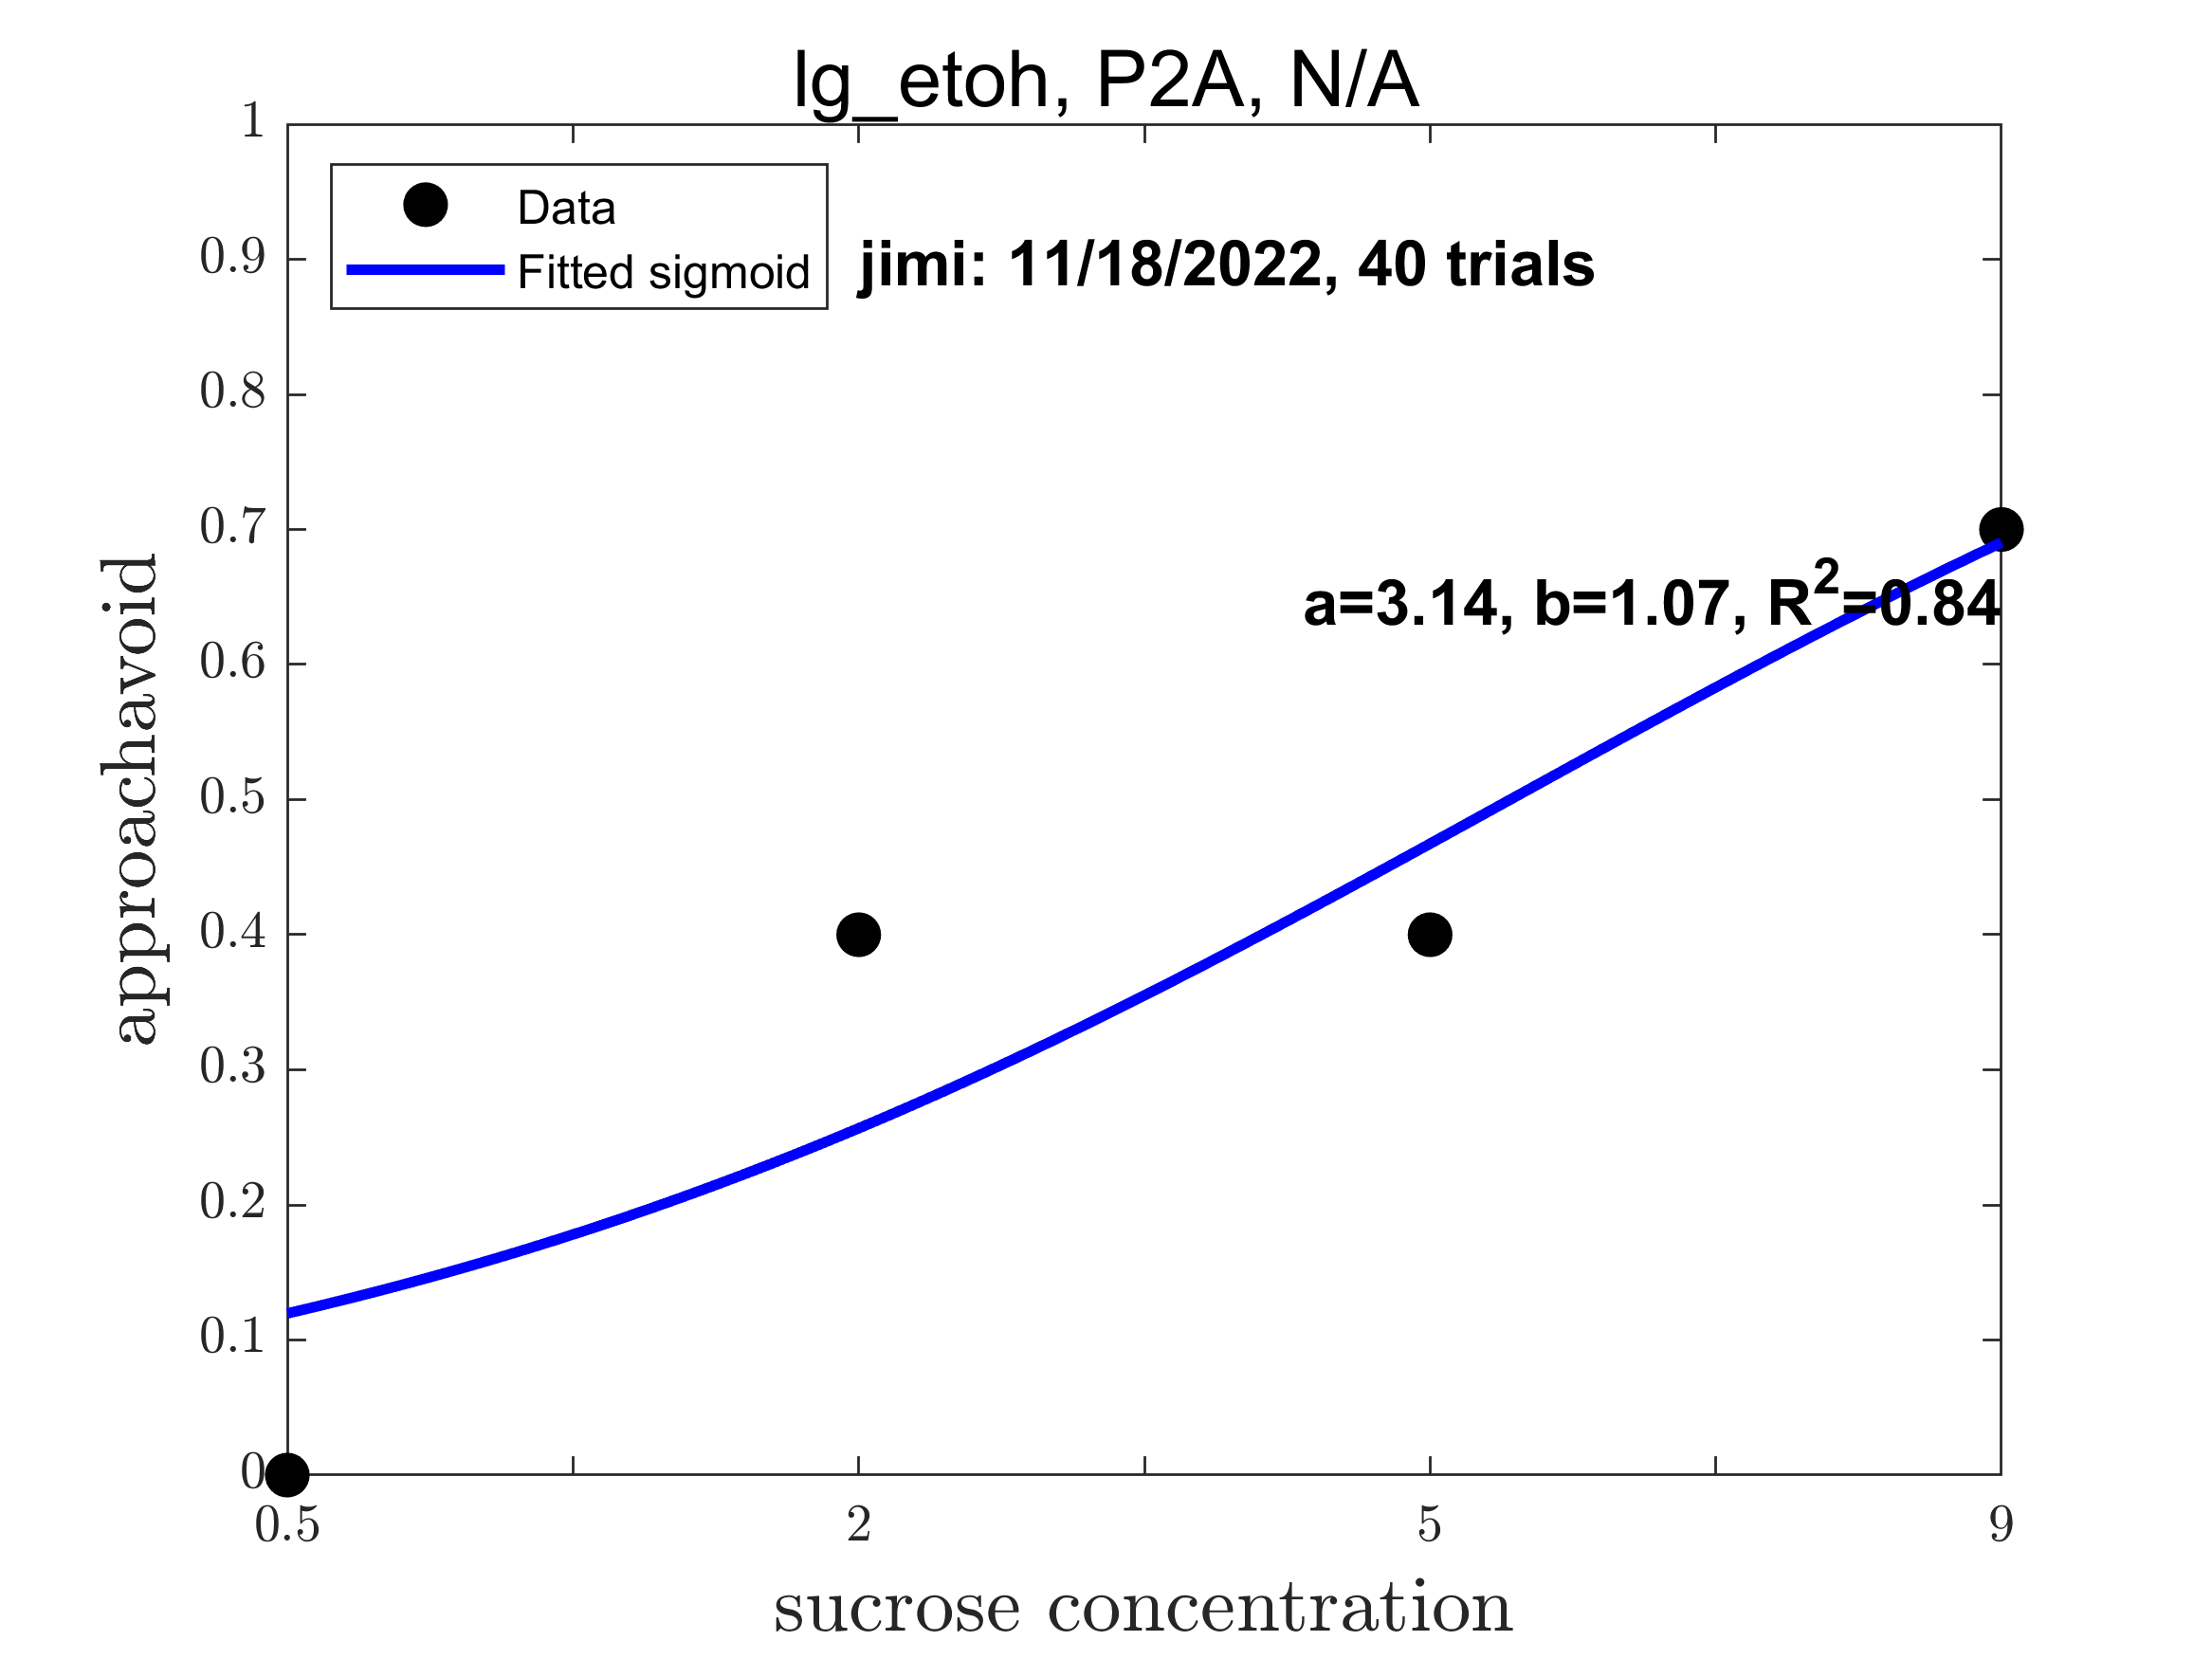 lg_etoh, P2A, N/A
1
Data
Fitted sigmoid
jimi: 11/18/2022, 40 trials
0.9
0.8
0.7
a=3.14, b=1.07, R²=0.84
0.6
0.5
0.4
0.3
0.2
0.1
0
approachavoid
0.5 2 5 9
sucrose concentration